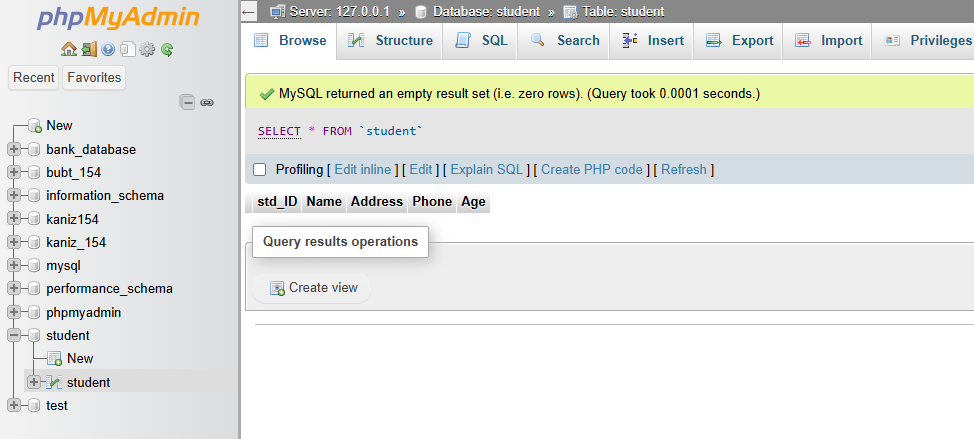 phpMyAdmin
Recent Favorites
New
bank_database
bubt_154
information_schema
kaniz154
kaniz_154
mysql
performance_schema
phpmyadmin
student
New
student
test
← Server: 127.0.0.1 » Database: student » Table: student
Browse Structure SQL Search Insert Export Import Privileges
MySQL returned an empty result set (i.e. zero rows). (Query took 0.0001 seconds.)
SELECT * FROM `student`
Profiling [ Edit inline ] [ Edit ] [ Explain SQL ] [ Create PHP code ] [ Refresh ]
std_ID Name Address Phone Age
Query results operations
Create view